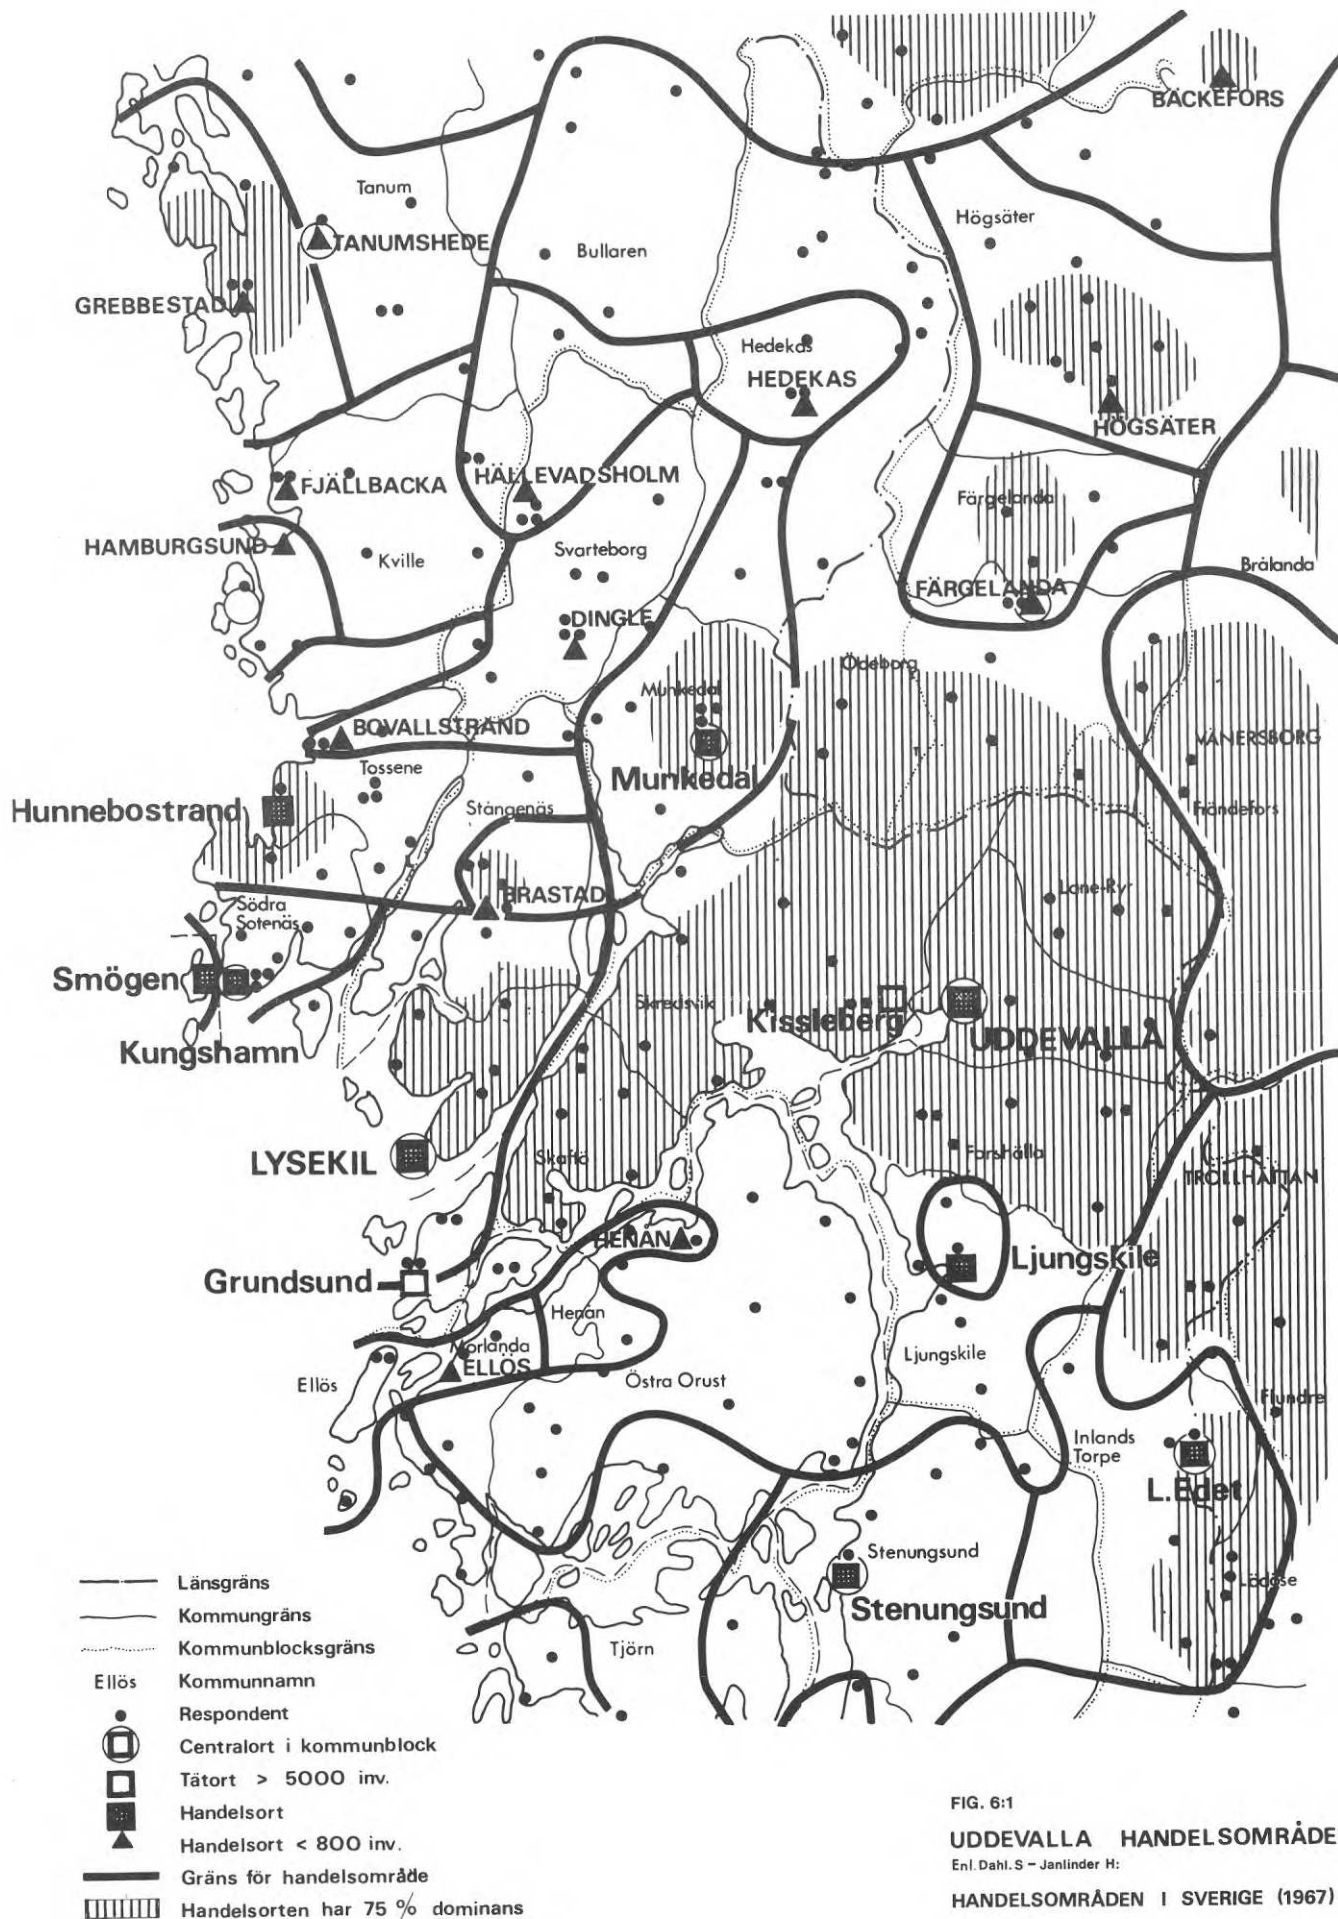 BÄCKEFORS
Tanum
Högsäter
TANUMSHEDE
Bullaren
GREBBESTAD
Hedekas
HEDEKAS
HÖGSÄTER
HÄLLEVADSHOLM
FJÄLLBACKA
Färgelanda
HAMBURGSUND
Svarteborg
Kville
Brålanda
FÄRGELANDA
DINGLE
Ödeborg
Munkedal
BOVALLSTRAND
VÄNERSBORG
Tossene
Munkedal
Hunnebostrand
Stångenäs
Frändefors
BRASTAD
Lane-Ryr
Södra
Sotenäs
Smögen
Skredsvik
Kissleberg
UDDEVALLA
Kungshamn
LYSEKIL
Skaftö
Forshälla
TROLLHÄTTAN
HENÅN
Ljungskile
Grundsund
Henån
Morlanda
Ljungskile
ELLÖS
Ellös
Östra Orust
Flundre
Inlands
Torpe
L.Edet
Stenungsund
Lödöse
Stenungsund
Tjörn
Länsgräns
Kommungräns
Kommunblocksgräns
Ellös Kommunnamn
Respondent
Centralort i kommunblock
Tätort > 5000 inv.
Handelsort
Handelsort < 800 inv.
Gräns för handelsområde
Handelsorten har 75 % dominans
FIG. 6:1
UDDEVALLA HANDELSOMRÅDE
Enl. Dahl. S – Janlinder H:
HANDELSOMRÅDEN I SVERIGE (1967)